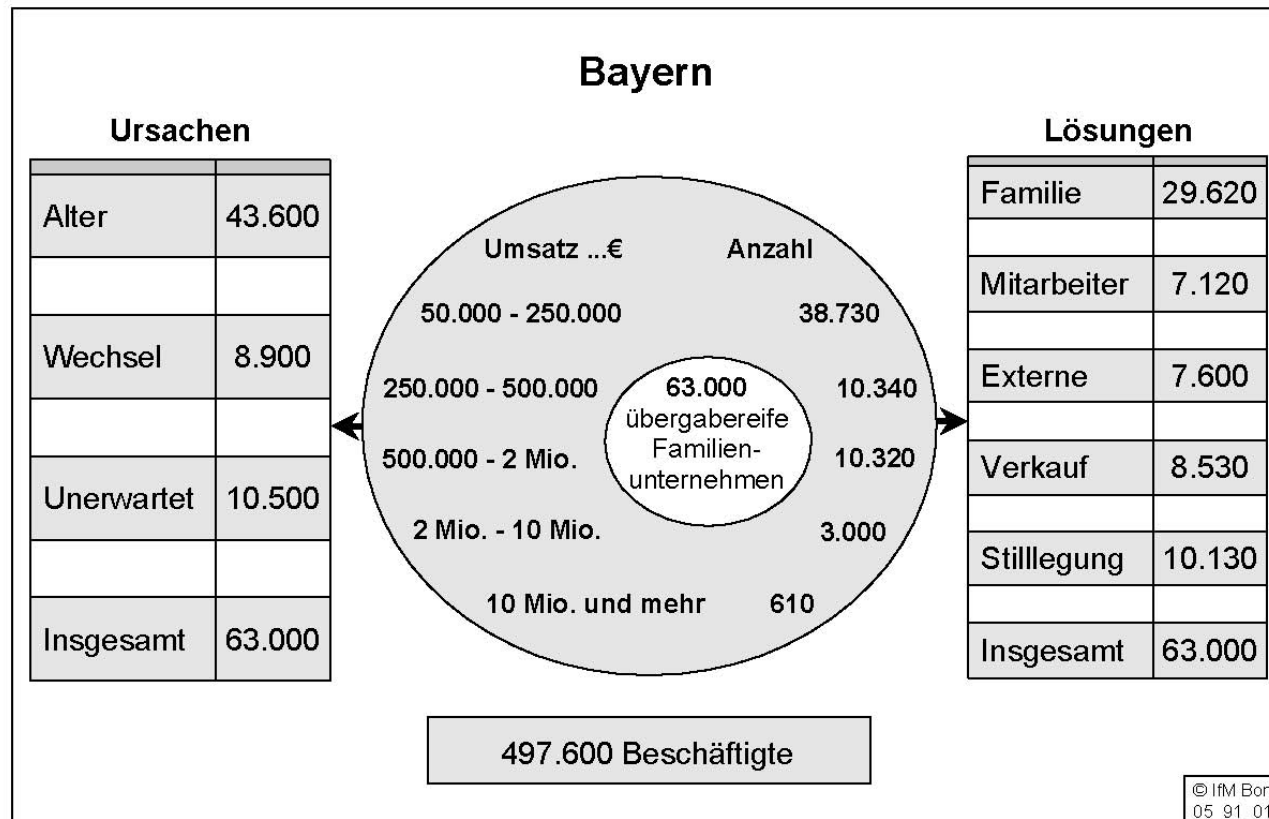 Bayern
Ursachen
Alter 43.600
Wechsel 8.900
Unerwartet 10.500
Insgesamt 63.000
Umsatz ...€ Anzahl
50.000 - 250.000 38.730
250.000 - 500.000 10.340
500.000 - 2 Mio. 10.320
2 Mio. - 10 Mio. 3.000
10 Mio. und mehr 610
63.000
übergabereife
Familien-
unternehmen
Lösungen
Familie 29.620
Mitarbeiter 7.120
Externe 7.600
Verkauf 8.530
Stilllegung 10.130
Insgesamt 63.000
497.600 Beschäftigte
© IfM Bon
05 91 01